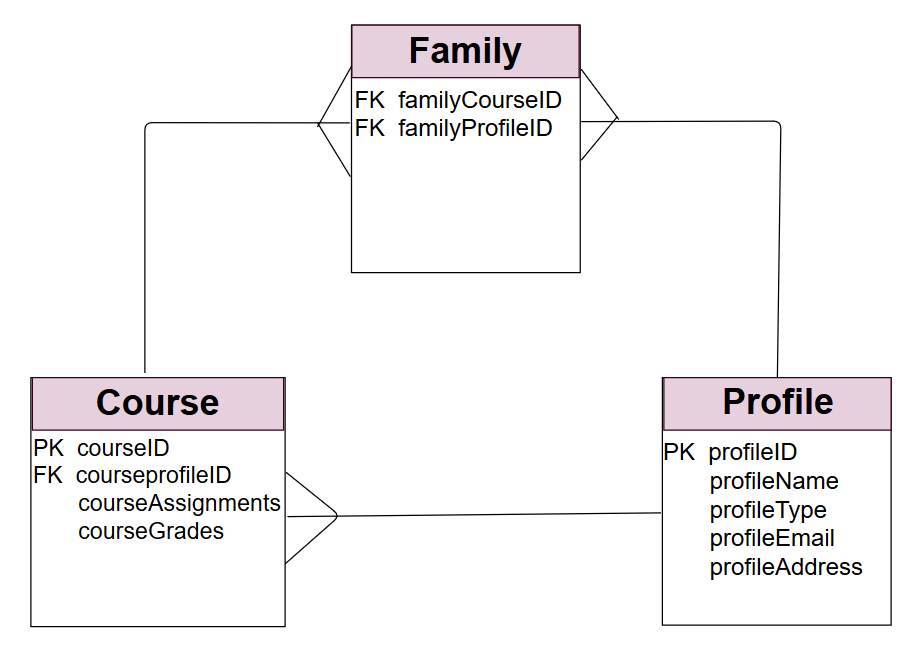 Family
FK familyCourseID
FK familyProfileID
Course
PK courseID
FK courseprofileID
courseAssignments
courseGrades
Profile
PK profileID
profileName
profileType
profileEmail
profileAddress